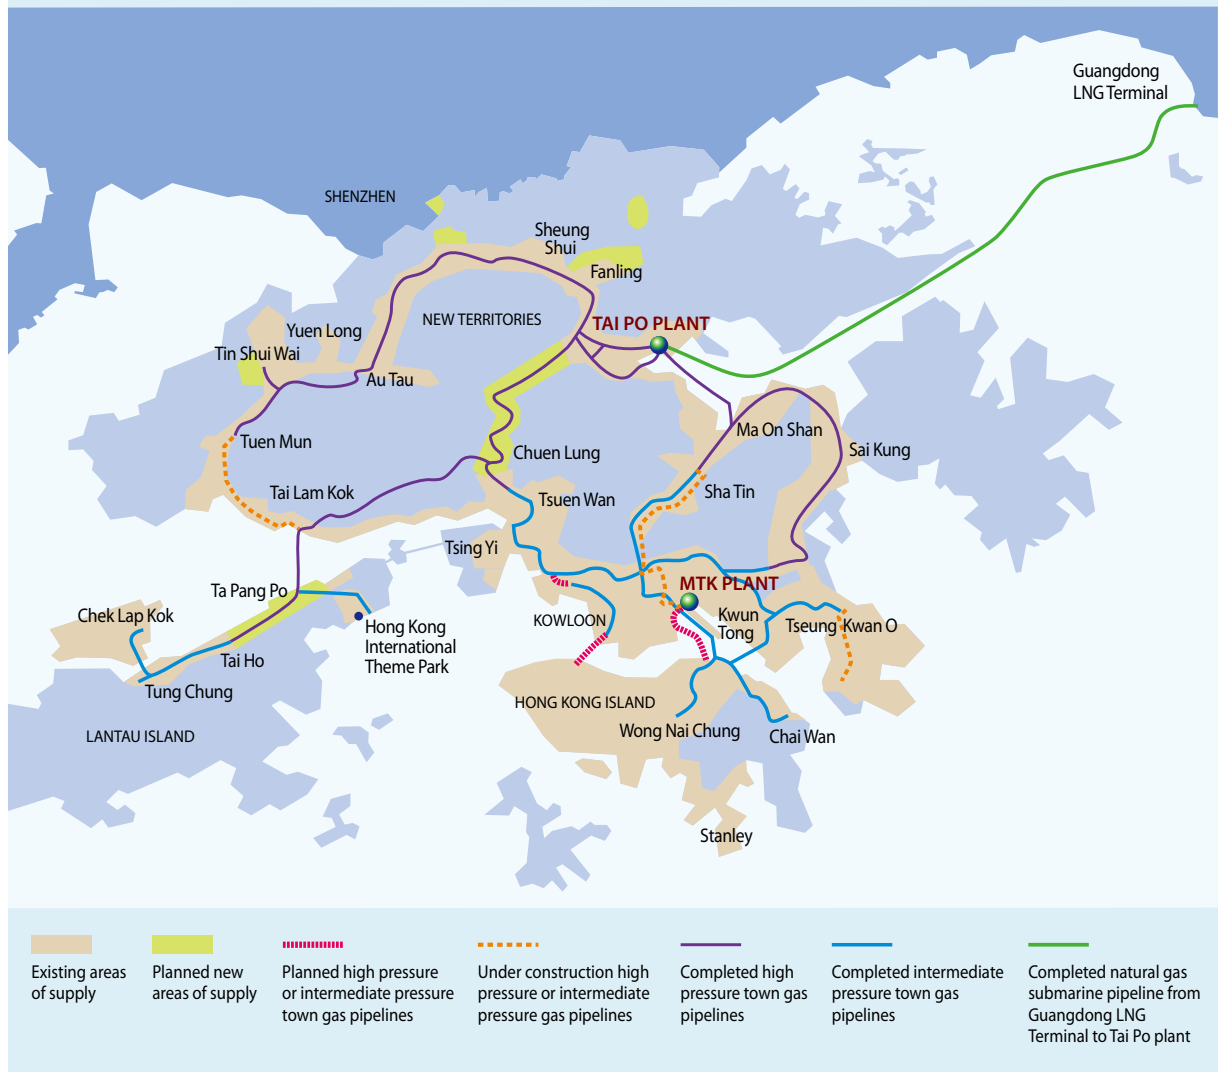 Guangdong
LNG Terminal
SHENZHEN
Sheung
Shui
Fanling
NEW TERRITORIES
TAI PO PLANT
Yuen Long
Tin Shui Wai
Au Tau
Ma On Shan
Tuen Mun
Sai Kung
Chuen Lung
Tai Lam Kok
Sha Tin
Tsuen Wan
Tsing Yi
MTK PLANT
Ta Pang Po
Chek Lap Kok
KOWLOON
Kwun
Tong
Tseung Kwan O
Hong Kong
International
Theme Park
Tai Ho
Tung Chung
HONG KONG ISLAND
Wong Nai Chung
Chai Wan
LANTAU ISLAND
Stanley
Existing areas
of supply
Planned new
areas of supply
Planned high pressure
or intermediate pressure
town gas pipelines
Under construction high
pressure or intermediate
pressure gas pipelines
Completed high
pressure town gas
pipelines
Completed intermediate
pressure town gas
pipelines
Completed natural gas
submarine pipeline from
Guangdong LNG
Terminal to Tai Po plant